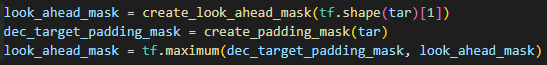 look_ahead_mask = create_look_ahead_mask(tf.shape(tar)[1])
dec_target_padding_mask = create_padding_mask(tar)
look_ahead_mask = tf.maximum(dec_target_padding_mask, look_ahead_mask)